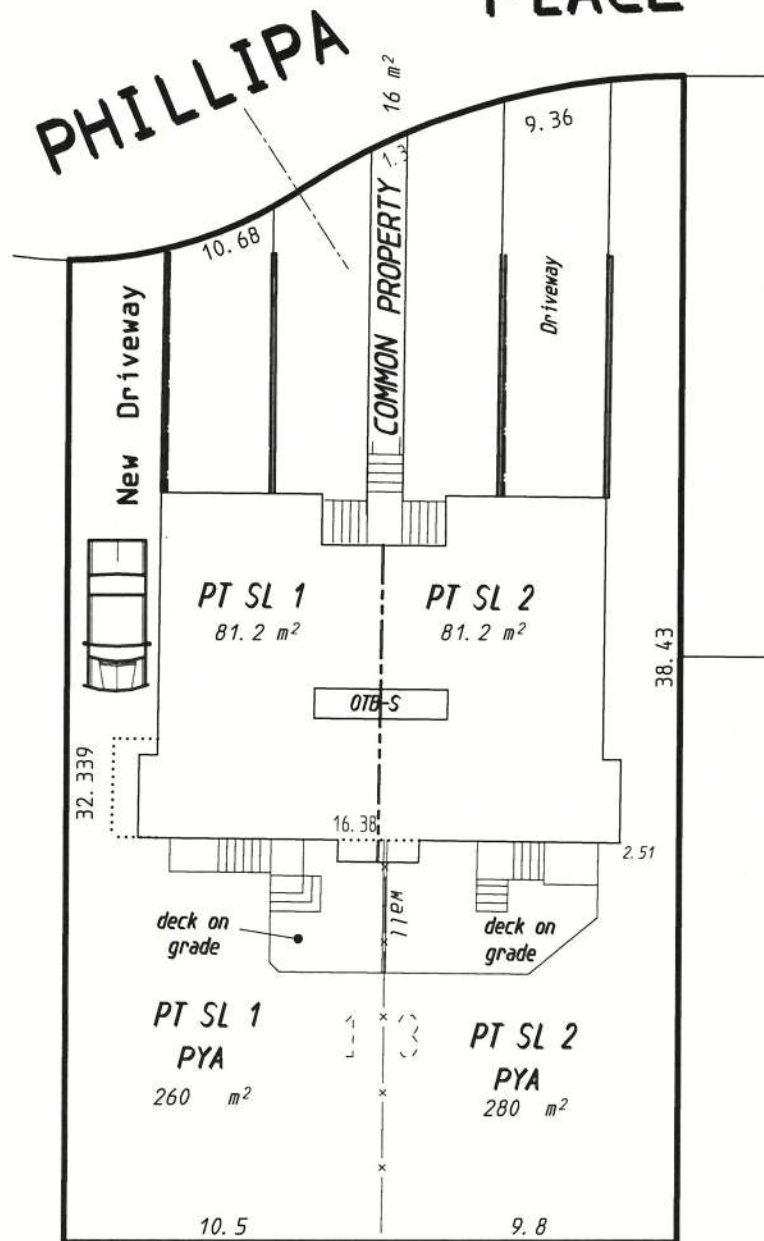 PLACE
PHILLIPA
16 m²
9.36
1.3
10.68
COMMON PROPERTY
Driveway
New Driveway
PT SL 1
81.2 m²
PT SL 2
81.2 m²
38.43
OTB-S
32.339
16.38
2.51
wall
deck on
grade
deck on
grade
PT SL 1
PYA
260 m²
13
PT SL 2
PYA
280 m²
10.5
9.8